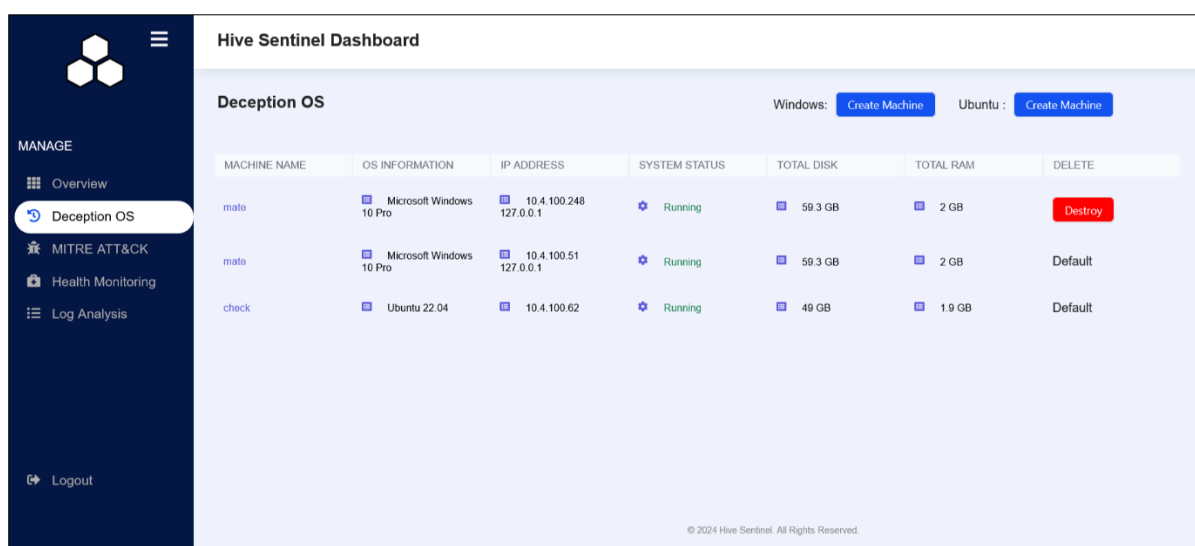 Hive Sentinel Dashboard
MANAGE
Overview
Deception OS
MITRE ATT&CK
Health Monitoring
Log Analysis
Logout
Deception OS
Windows: Create Machine Ubuntu : Create Machine
MACHINE NAME OS INFORMATION IP ADDRESS SYSTEM STATUS TOTAL DISK TOTAL RAM DELETE
mato Microsoft Windows 10.4.100.248 Running 59.3 GB 2 GB Destroy
10 Pro 127.0.0.1
mato Microsoft Windows 10.4.100.51 Running 59.3 GB 2 GB Default
10 Pro 127.0.0.1
check Ubuntu 22.04 10.4.100.62 Running 49 GB 1.9 GB Default
© 2024 Hive Sentinel. All Rights Reserved.